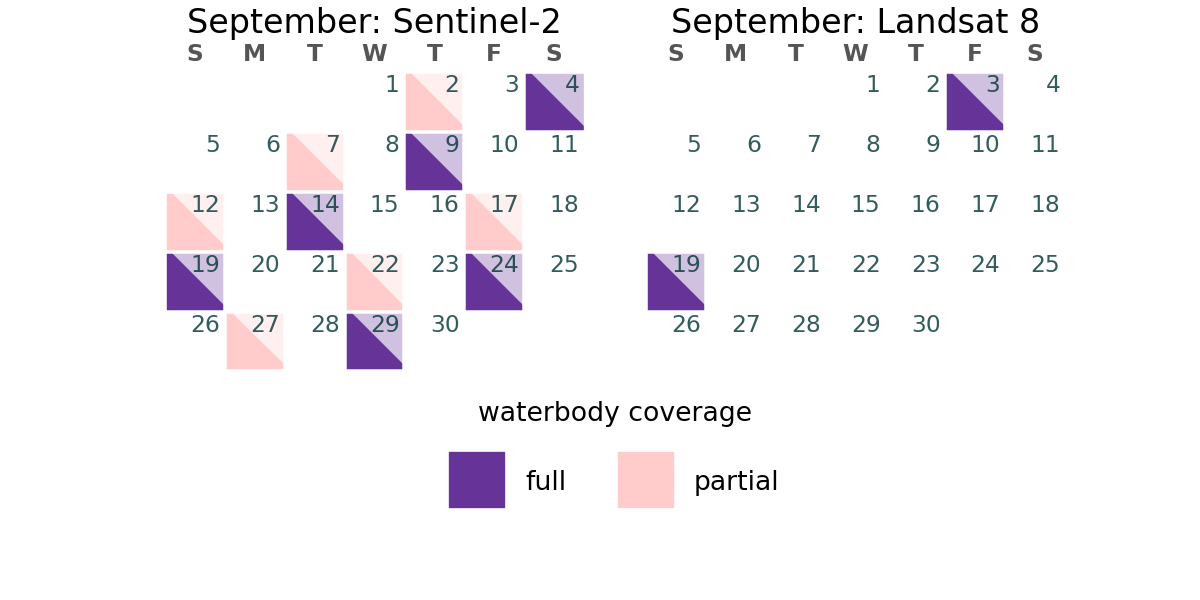 September: Sentinel-2
S M T W T F S
1 2 3 4
5 6 7 8 9 10 11
12 13 14 15 16 17 18
19 20 21 22 23 24 25
26 27 28 29 30
September: Landsat 8
S M T W T F S
1 2 3 4
5 6 7 8 9 10 11
12 13 14 15 16 17 18
19 20 21 22 23 24 25
26 27 28 29 30
waterbody coverage
full partial